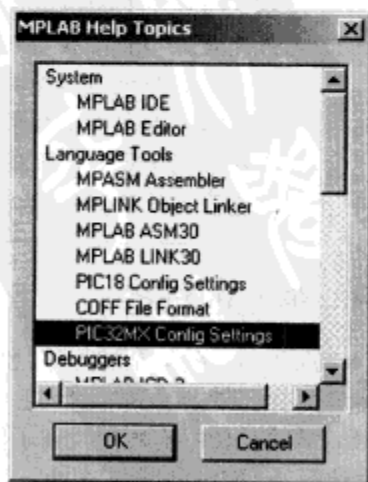 MPLAB Help Topics
System
MPLAB IDE
MPLAB Editor
Language Tools
MPASM Assembler
MPLINK Object Linker
MPLAB ASM30
MPLAB LINK30
PIC18 Config Settings
COFF File Format
PIC32MX Config Settings
Debuggers
OK
Cancel